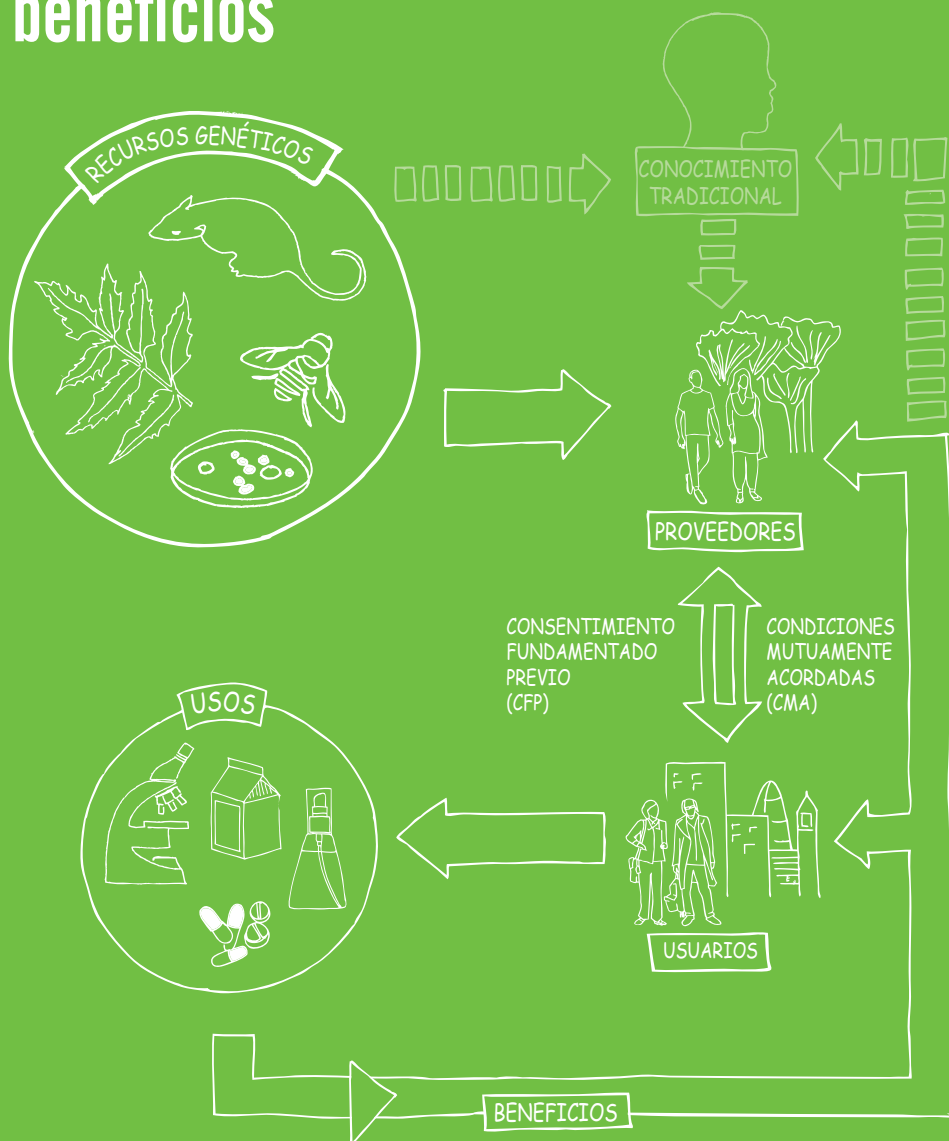 beneficios
RECURSOS GENÉTICOS
CONOCIMIENTO
TRADICIONAL
PROVEEDORES
CONSENTIMIENTO
FUNDAMENTADO
PREVIO
(CFP)
CONDICIONES
MUTUAMENTE
ACORDADAS
(CMA)
USOS
USUARIOS
BENEFICIOS